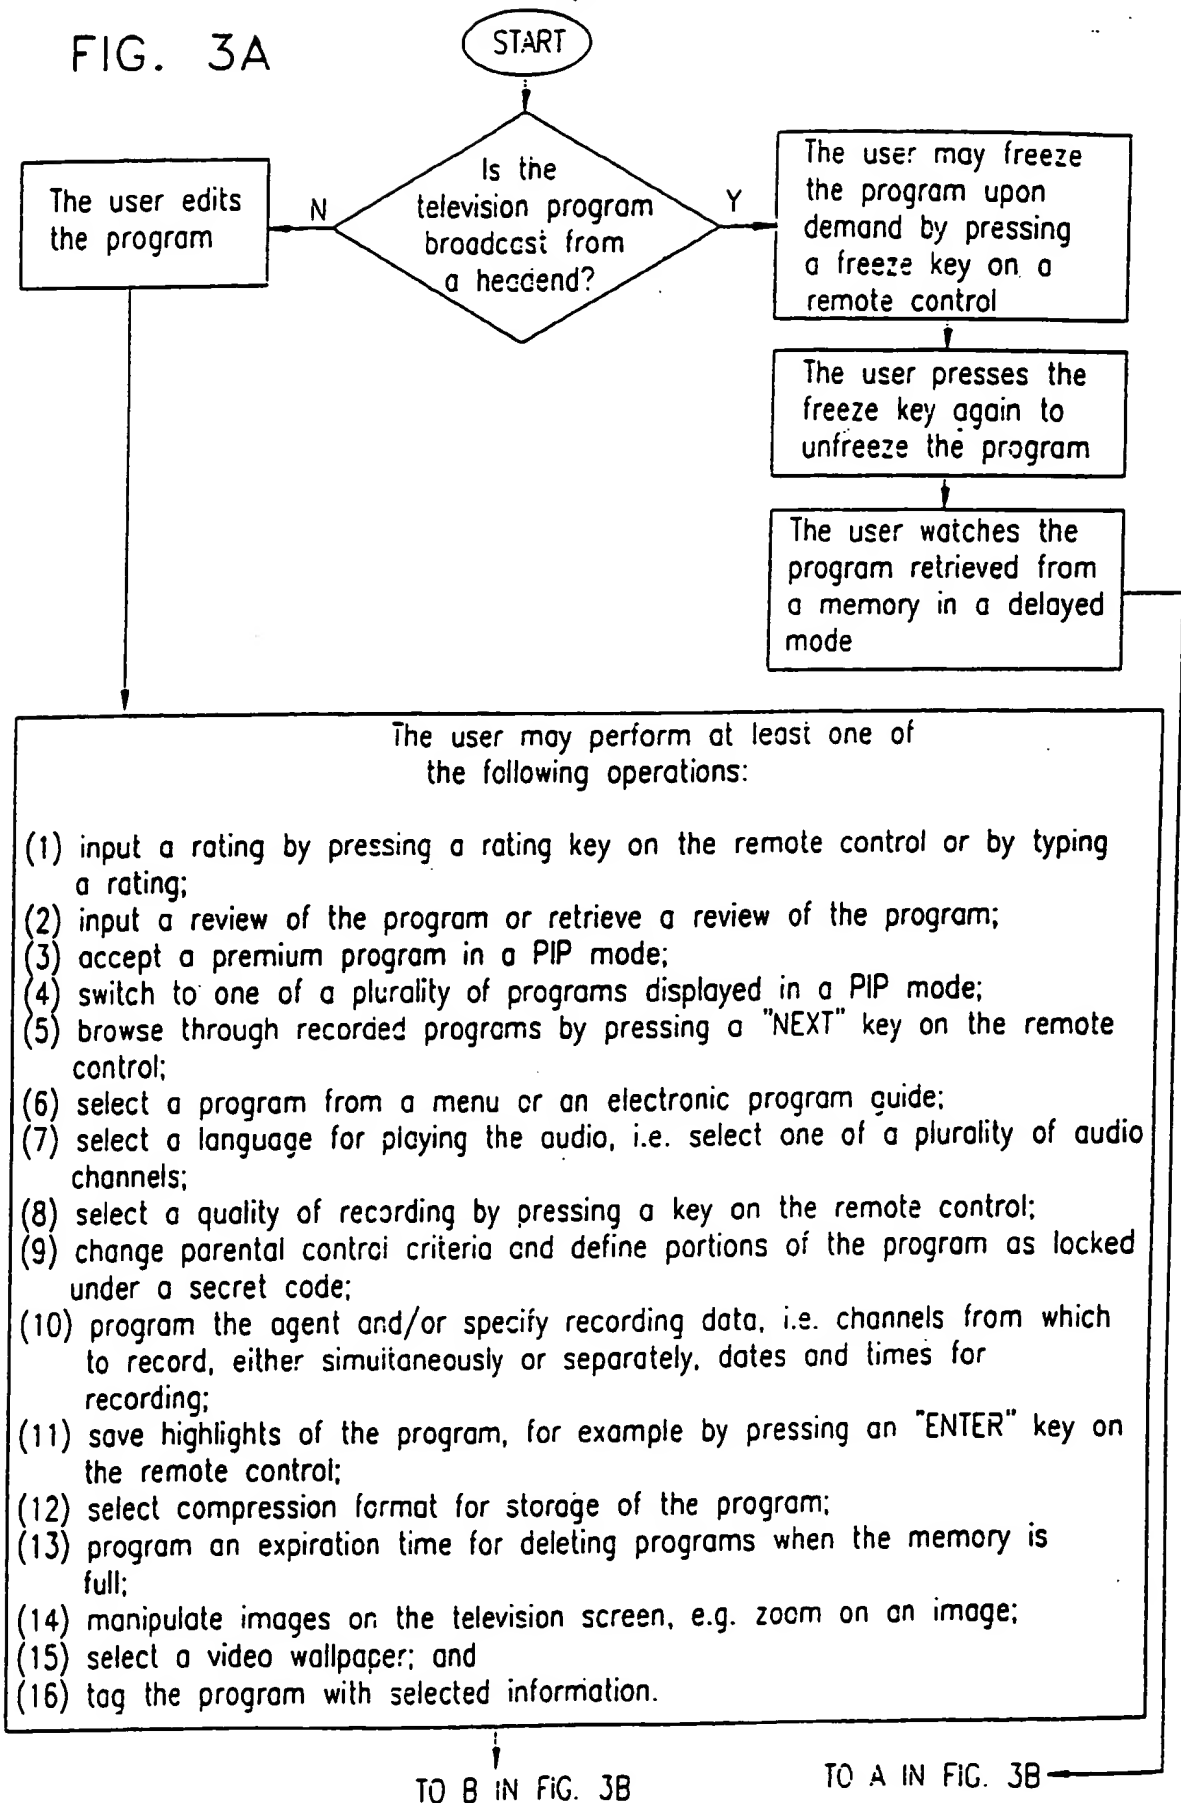 FIG. 3A
START
Is the
television program
broadcast from
a headend?
N
Y
The user edits
the program
The user may freeze
the program upon
demand by pressing
a freeze key on a
remote control
The user presses the
freeze key again to
unfreeze the program
The user watches the
program retrieved from
a memory in a delayed
mode
The user may perform at least one of
the following operations:
(1) input a rating by pressing a rating key on the remote control or by typing
a rating;
(2) input a review of the program or retrieve a review of the program;
(3) accept a premium program in a PIP mode;
(4) switch to one of a plurality of programs displayed in a PIP mode;
(5) browse through recorded programs by pressing a "NEXT" key on the remote
control;
(6) select a program from a menu or an electronic program guide;
(7) select a language for playing the audio, i.e. select one of a plurality of audio
channels;
(8) select a quality of recording by pressing a key on the remote control;
(9) change parental control criteria and define portions of the program as locked
under a secret code;
(10) program the agent and/or specify recording data, i.e. channels from which
to record, either simultaneously or separately, dates and times for
recording;
(11) save highlights of the program, for example by pressing an "ENTER" key on
the remote control;
(12) select compression format for storage of the program;
(13) program an expiration time for deleting programs when the memory is
full;
(14) manipulate images on the television screen, e.g. zoom on an image;
(15) select a video wallpaper; and
(16) tag the program with selected information.
TO B IN FIG. 3B
TO A IN FIG. 3B